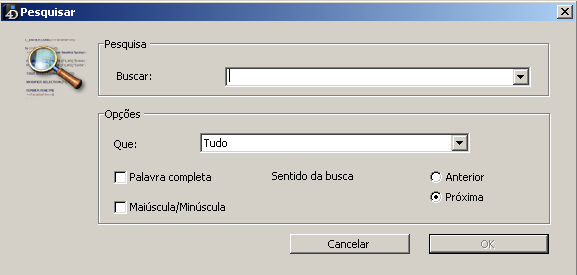 4D Pesquisar
Pesquisa
Buscar:
Opções
Que: Tudo
Palavra completa Sentido da busca Anterior
Próxima
Maiúscula/Minúscula
Cancelar OK